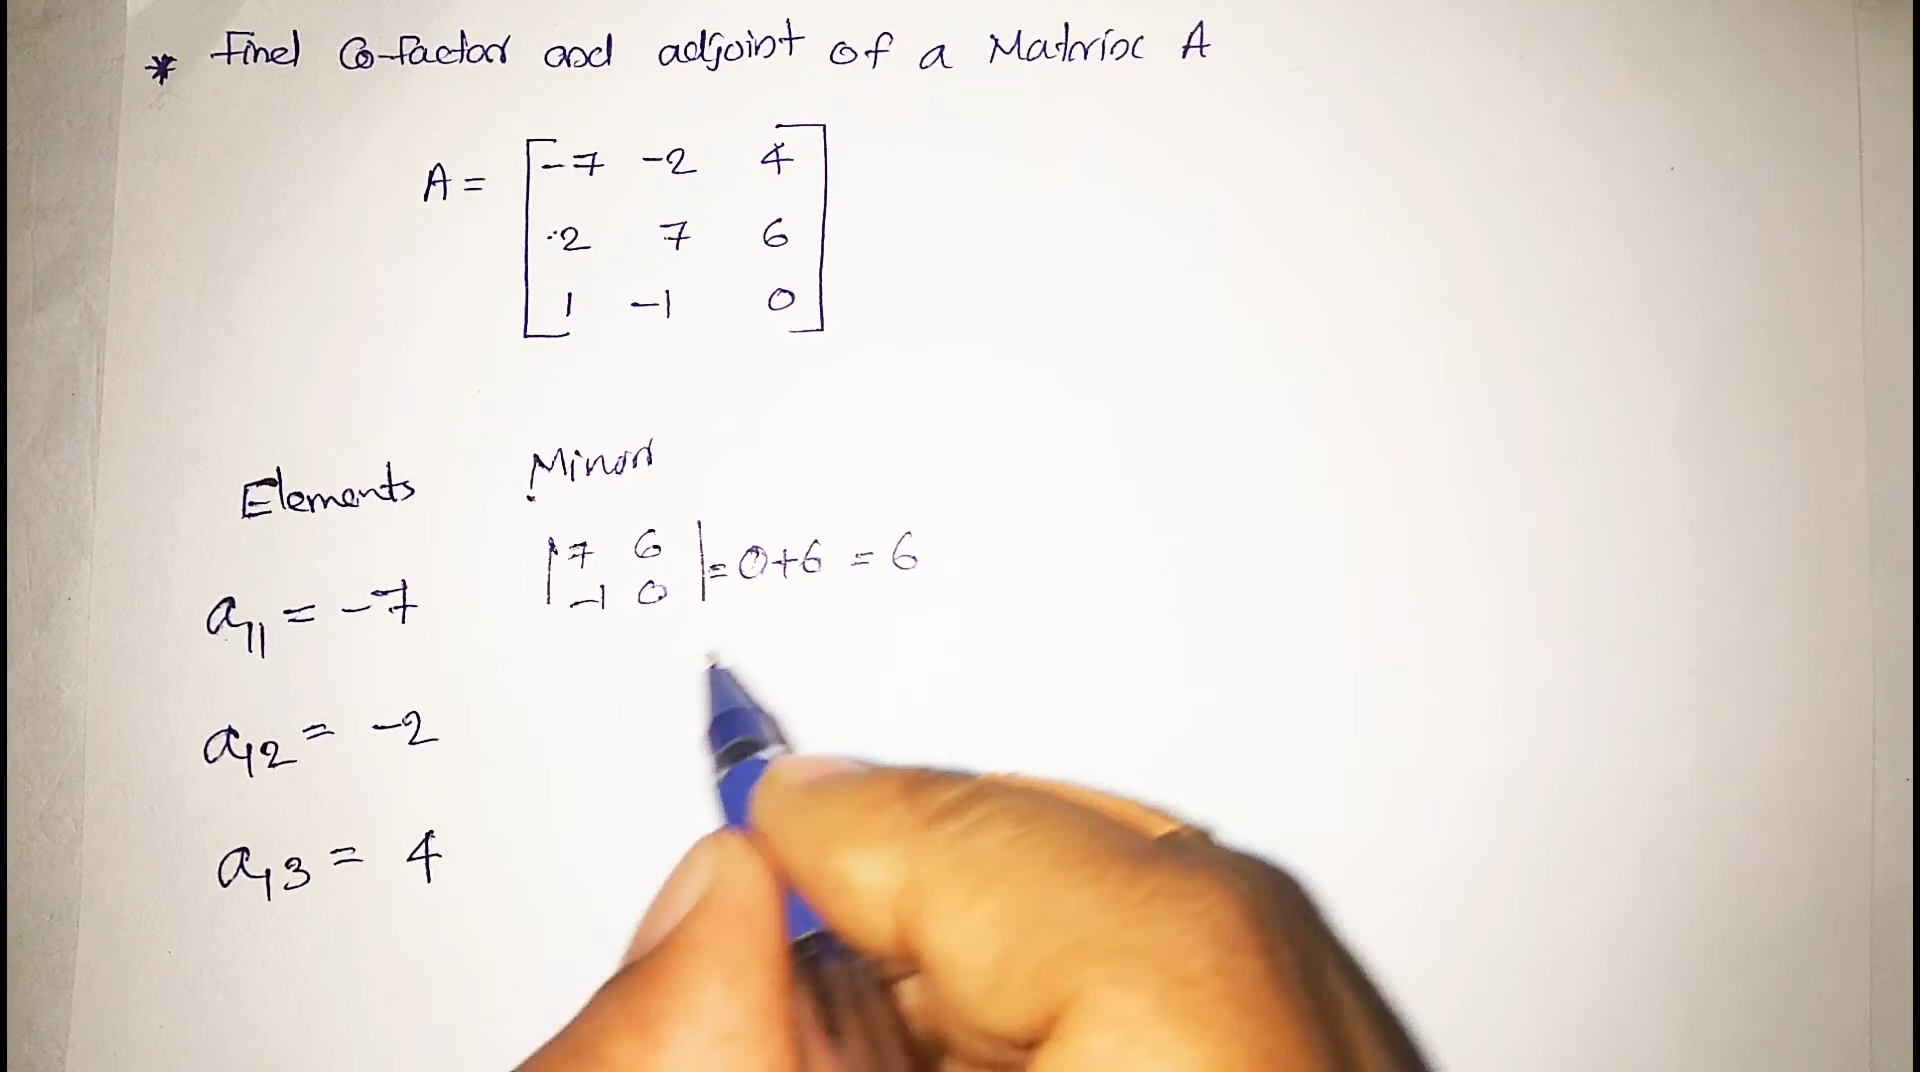 * Find Co-factor and adjoint of a Matrix A
A = [ -7 -2 4
2 7 6
1 -1 0 ]
Elements Minor
a11 = -7 | 7 6 | = 0+6 = 6
| -1 0 |
a12 = -2
a13 = 4